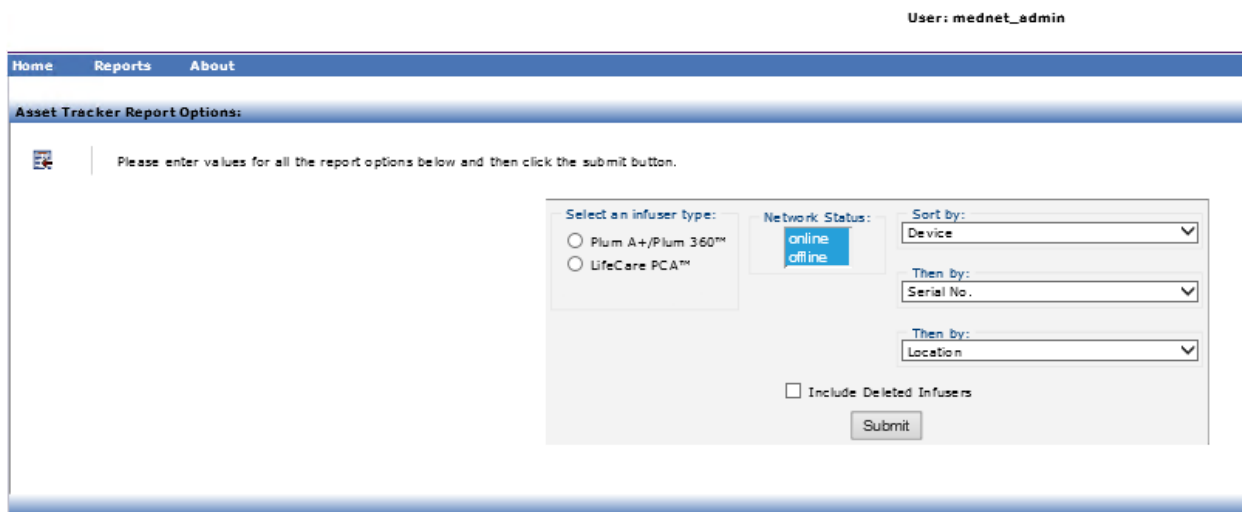 User: mednet_admin
Home Reports About
Asset Tracker Report Options:
Please enter values for all the report options below and then click the submit button.
Select an infuser type:
Plum A+/Plum 360™
LifeCare PCA™
Network Status:
online
offline
Sort by:
Device
Then by:
Serial No.
Then by:
Location
Include Deleted Infusers
Submit